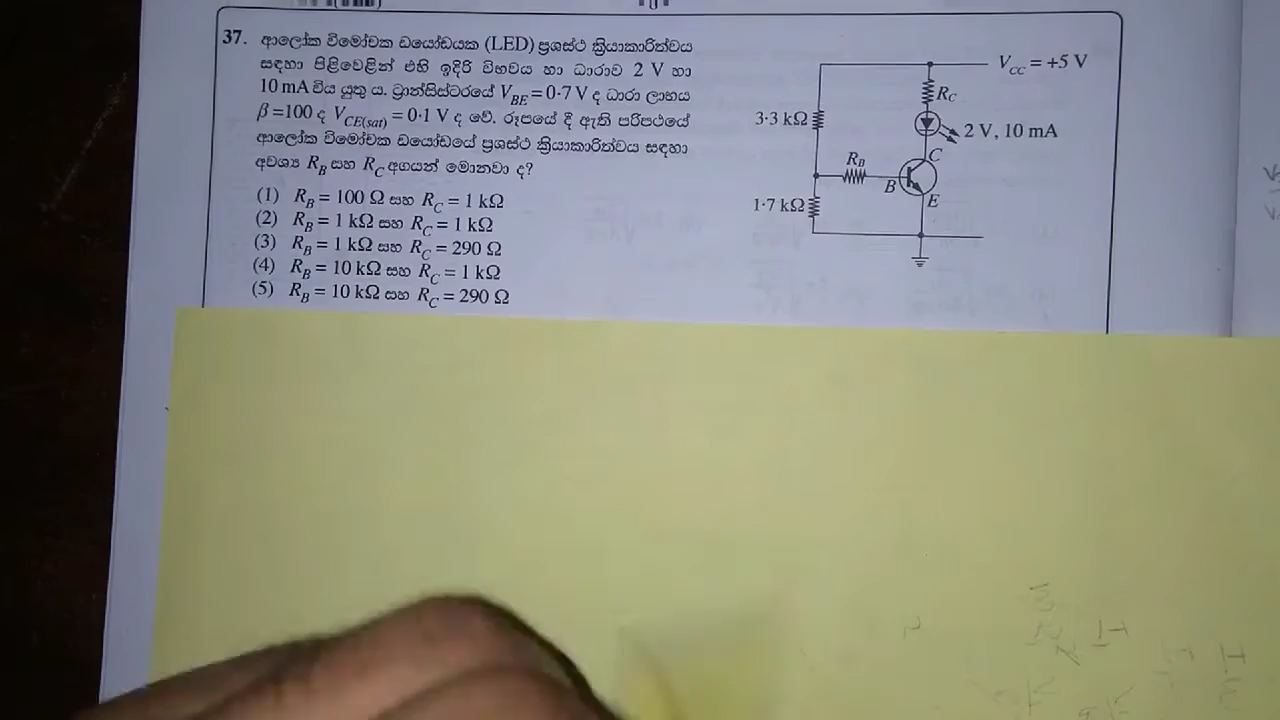 37. ආලෝක විමෝචක ඩයෝඩයක (LED) ප්‍රශස්ථ ක්‍රියාකාරිත්වය
සඳහා පිළිවෙළින් එහි ඉදිරි විභවය හා ධාරාව 2 V හා
10 mA විය යුතු ය. ට්‍රාන්සිස්ටරයේ V_BE = 0·7 V ද ධාරා ලාභය
β =100 ද V_CE(sat) = 0·1 V ද වේ. රූපයේ දී ඇති පරිපථයේ
ආලෝක විමෝචක ඩයෝඩයේ ප්‍රශස්ථ ක්‍රියාකාරිත්වය සඳහා
අවශ්‍ය R_B සහ R_C අගයන් මොනවා ද?
(1) R_B = 100 Ω සහ R_C = 1 kΩ
(2) R_B = 1 kΩ සහ R_C = 1 kΩ
(3) R_B = 1 kΩ සහ R_C = 290 Ω
(4) R_B = 10 kΩ සහ R_C = 1 kΩ
(5) R_B = 10 kΩ සහ R_C = 290 Ω
V_CC = +5 V
R_C
3·3 kΩ
2 V, 10 mA
R_B
C
B
E
1·7 kΩ